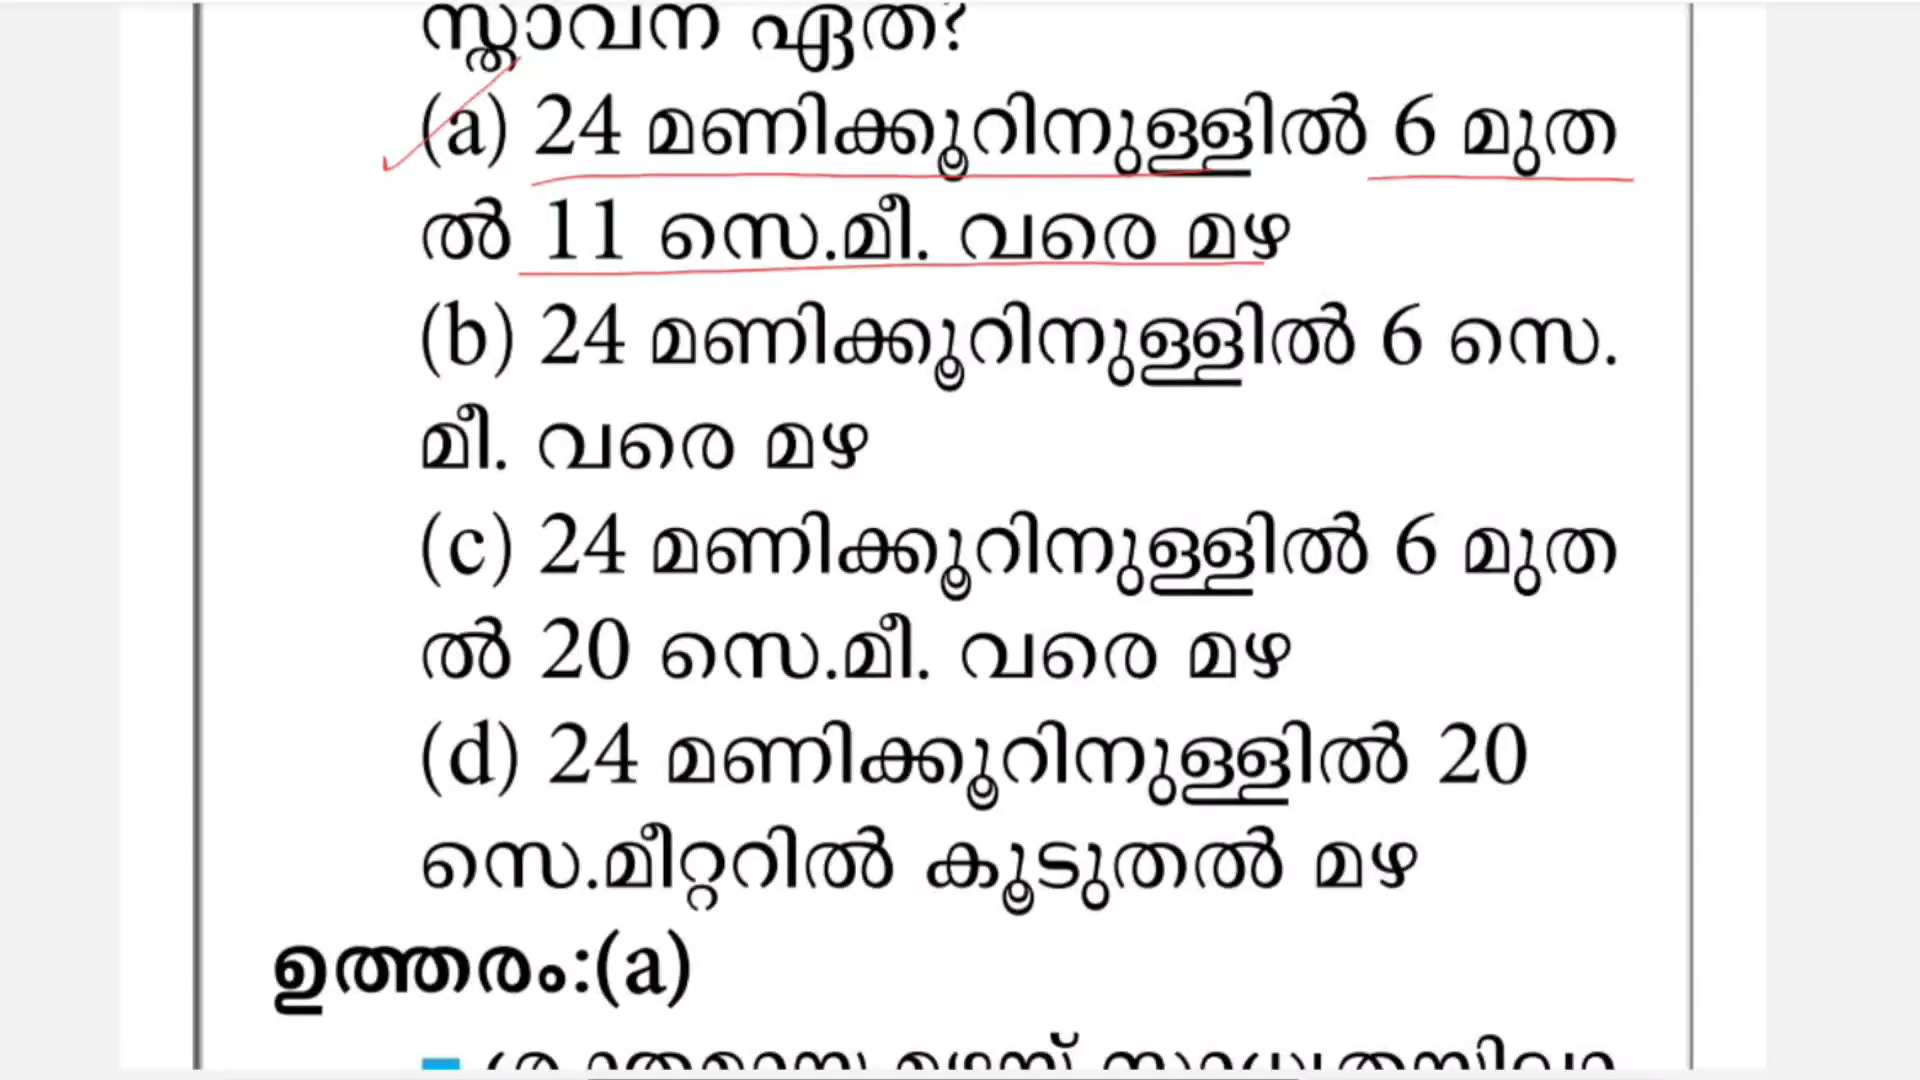 സ്താവന ഏത്?
(a) 24 മണിക്കൂറിനുള്ളിൽ 6 മുത
ൽ 11 സെ.മീ. വരെ മഴ
(b) 24 മണിക്കൂറിനുള്ളിൽ 6 സെ.
മീ. വരെ മഴ
(c) 24 മണിക്കൂറിനുള്ളിൽ 6 മുത
ൽ 20 സെ.മീ. വരെ മഴ
(d) 24 മണിക്കൂറിനുള്ളിൽ 20
സെ.മീറ്ററിൽ കൂടുതൽ മഴ
ഉത്തരം:(a)